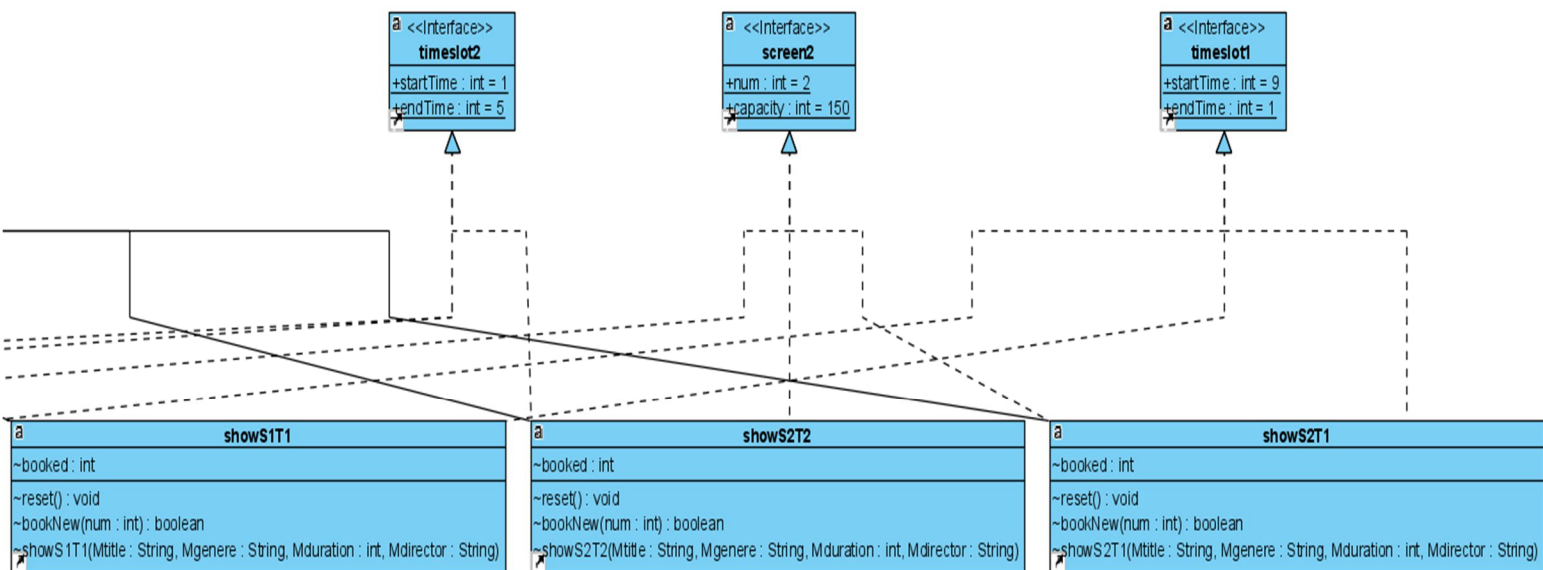 a <<Interface>>
timeslot2
+startTime : int = 1
+endTime : int = 5
a <<Interface>>
screen2
+num : int = 2
+capacity : int = 150
a <<Interface>>
timeslot1
+startTime : int = 9
+endTime : int = 1
a showS1T1
~booked : int
~reset() : void
~bookNew(num : int) : boolean
~showS1T1(Mtitle : String, Mgenere : String, Mduration : int, Mdirector : String)
a showS2T2
~booked : int
~reset() : void
~bookNew(num : int) : boolean
~showS2T2(Mtitle : String, Mgenere : String, Mduration : int, Mdirector : String)
a showS2T1
~booked : int
~reset() : void
~bookNew(num : int) : boolean
~showS2T1(Mtitle : String, Mgenere : String, Mduration : int, Mdirector : String)